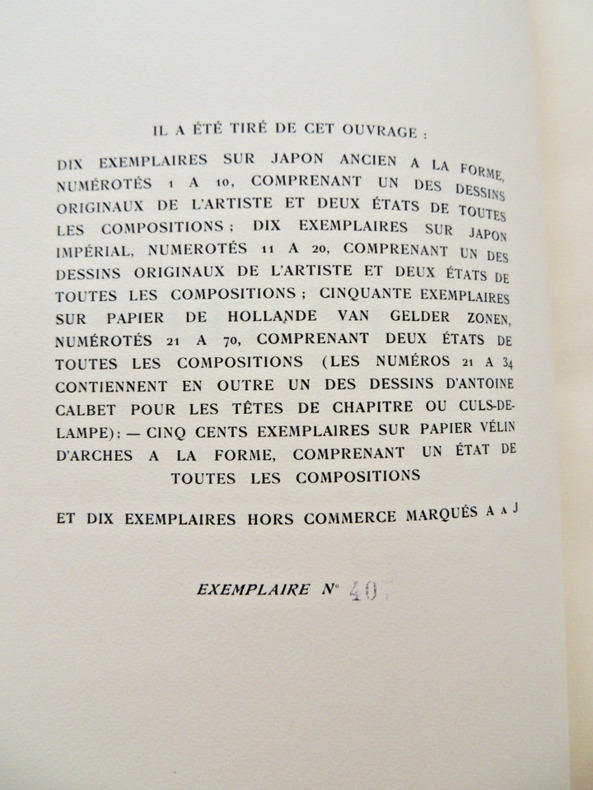 IL A ÉTÉ TIRÉ DE CET OUVRAGE :
DIX EXEMPLAIRES SUR JAPON ANCIEN A LA FORME,
NUMÉROTÉS 1 A 10, COMPRENANT UN DES DESSINS
ORIGINAUX DE L'ARTISTE ET DEUX ÉTATS DE TOUTES
LES COMPOSITIONS ; DIX EXEMPLAIRES SUR JAPON
IMPÉRIAL, NUMEROTÉS 11 A 20, COMPRENANT UN DES
DESSINS ORIGINAUX DE L'ARTISTE ET DEUX ÉTATS DE
TOUTES LES COMPOSITIONS ; CINQUANTE EXEMPLAIRES
SUR PAPIER DE HOLLANDE VAN GELDER ZONEN,
NUMÉROTÉS 21 A 70, COMPRENANT DEUX ÉTATS DE
TOUTES LES COMPOSITIONS (LES NUMÉROS 21 A 34
CONTIENNENT EN OUTRE UN DES DESSINS D'ANTOINE
CALBET POUR LES TÊTES DE CHAPITRE OU CULS-DE-
LAMPE) ; — CINQ CENTS EXEMPLAIRES SUR PAPIER VÉLIN
D'ARCHES A LA FORME, COMPRENANT UN ÉTAT DE
TOUTES LES COMPOSITIONS
ET DIX EXEMPLAIRES HORS COMMERCE MARQUÉS A A J
EXEMPLAIRE N°